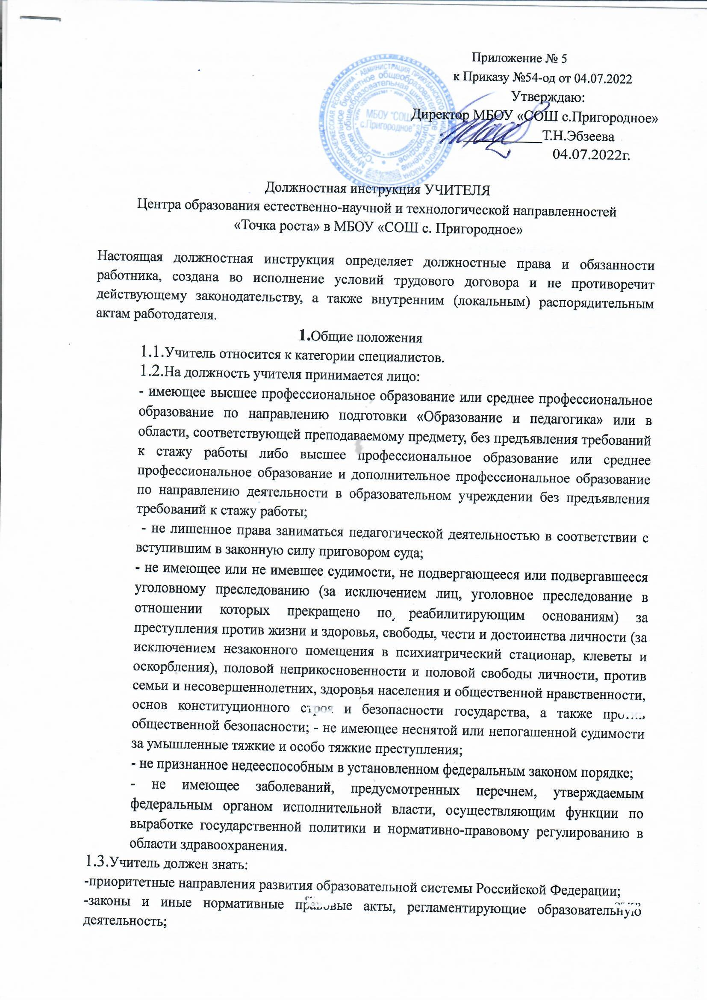 Приложение № 5
к Приказу №54-од от 04.07.2022
Утверждаю:
Директор МБОУ «СОШ с.Пригородное»
Т.Н.Эбзеева
04.07.2022г.
МБОУ "СОШ
с.Пригородное"
Должностная инструкция УЧИТЕЛЯ
Центра образования естественно-научной и технологической направленностей
«Точка роста» в МБОУ «СОШ с. Пригородное»
Настоящая должностная инструкция определяет должностные права и обязанности
работника, создана во исполнение условий трудового договора и не противоречит
действующему законодательству, а также внутренним (локальным) распорядительным
актам работодателя.
1.Общие положения
1.1.Учитель относится к категории специалистов.
1.2.На должность учителя принимается лицо:
- имеющее высшее профессиональное образование или среднее профессиональное
образование по направлению подготовки «Образование и педагогика» или в
области, соответствующей преподаваемому предмету, без предъявления требований
к стажу работы либо высшее профессиональное образование или среднее
профессиональное образование и дополнительное профессиональное образование
по направлению деятельности в образовательном учреждении без предъявления
требований к стажу работы;
- не лишенное права заниматься педагогической деятельностью в соответствии с
вступившим в законную силу приговором суда;
- не имеющее или не имевшее судимости, не подвергающееся или подвергавшееся
уголовному преследованию (за исключением лиц, уголовное преследование в
отношении которых прекращено по реабилитирующим основаниям) за
преступления против жизни и здоровья, свободы, чести и достоинства личности (за
исключением незаконного помещения в психиатрический стационар, клеветы и
оскорбления), половой неприкосновенности и половой свободы личности, против
семьи и несовершеннолетних, здоровья населения и общественной нравственности,
основ конституционного строя и безопасности государства, а также против
общественной безопасности; - не имеющее неснятой или непогашенной судимости
за умышленные тяжкие и особо тяжкие преступления;
- не признанное недееспособным в установленном федеральным законом порядке;
- не имеющее заболеваний, предусмотренных перечнем, утверждаемым
федеральным органом исполнительной власти, осуществляющим функции по
выработке государственной политики и нормативно-правовому регулированию в
области здравоохранения.
1.3.Учитель должен знать:
-приоритетные направления развития образовательной системы Российской Федерации;
-законы и иные нормативные правовые акты, регламентирующие образовательную
деятельность;